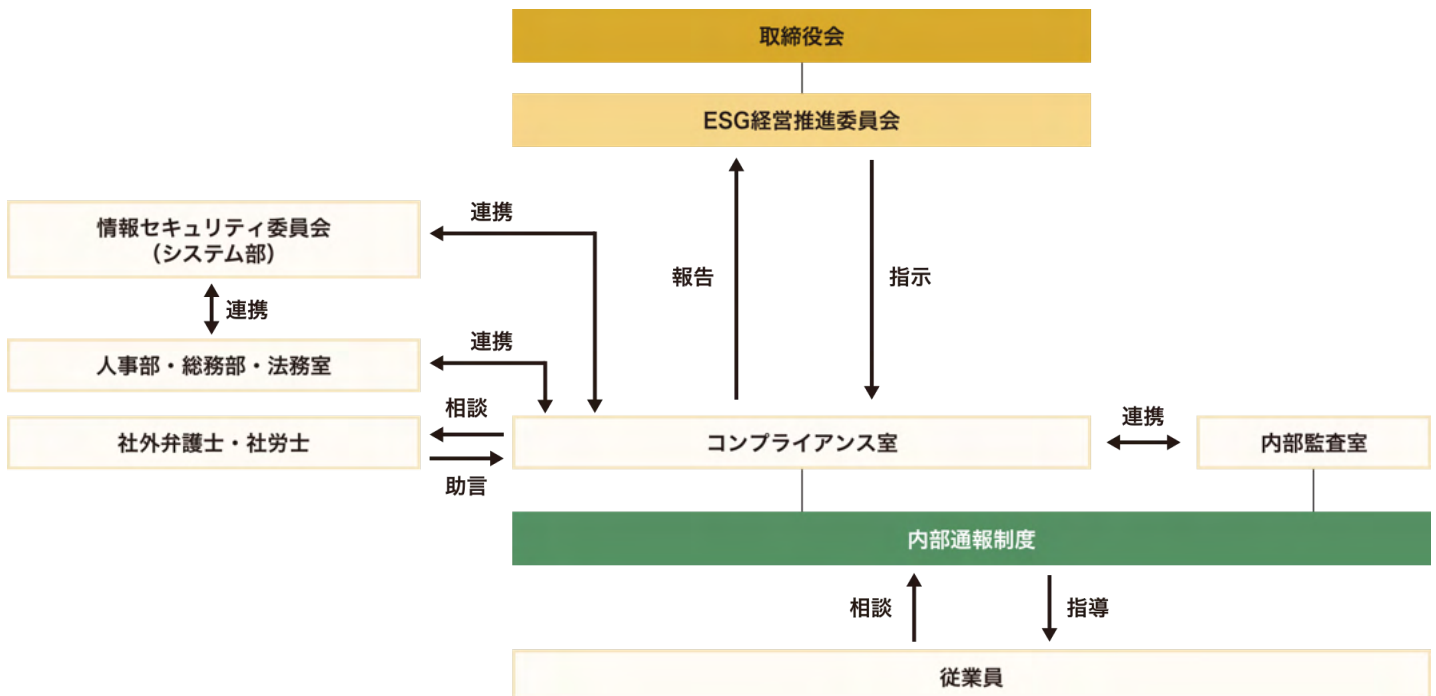 取締役会
ESG経営推進委員会
情報セキュリティ委員会
（システム部）
連携
報告
指示
連携
人事部・総務部・法務室
連携
相談
社外弁護士・社労士
助言
コンプライアンス室
連携
内部監査室
内部通報制度
相談
指導
従業員